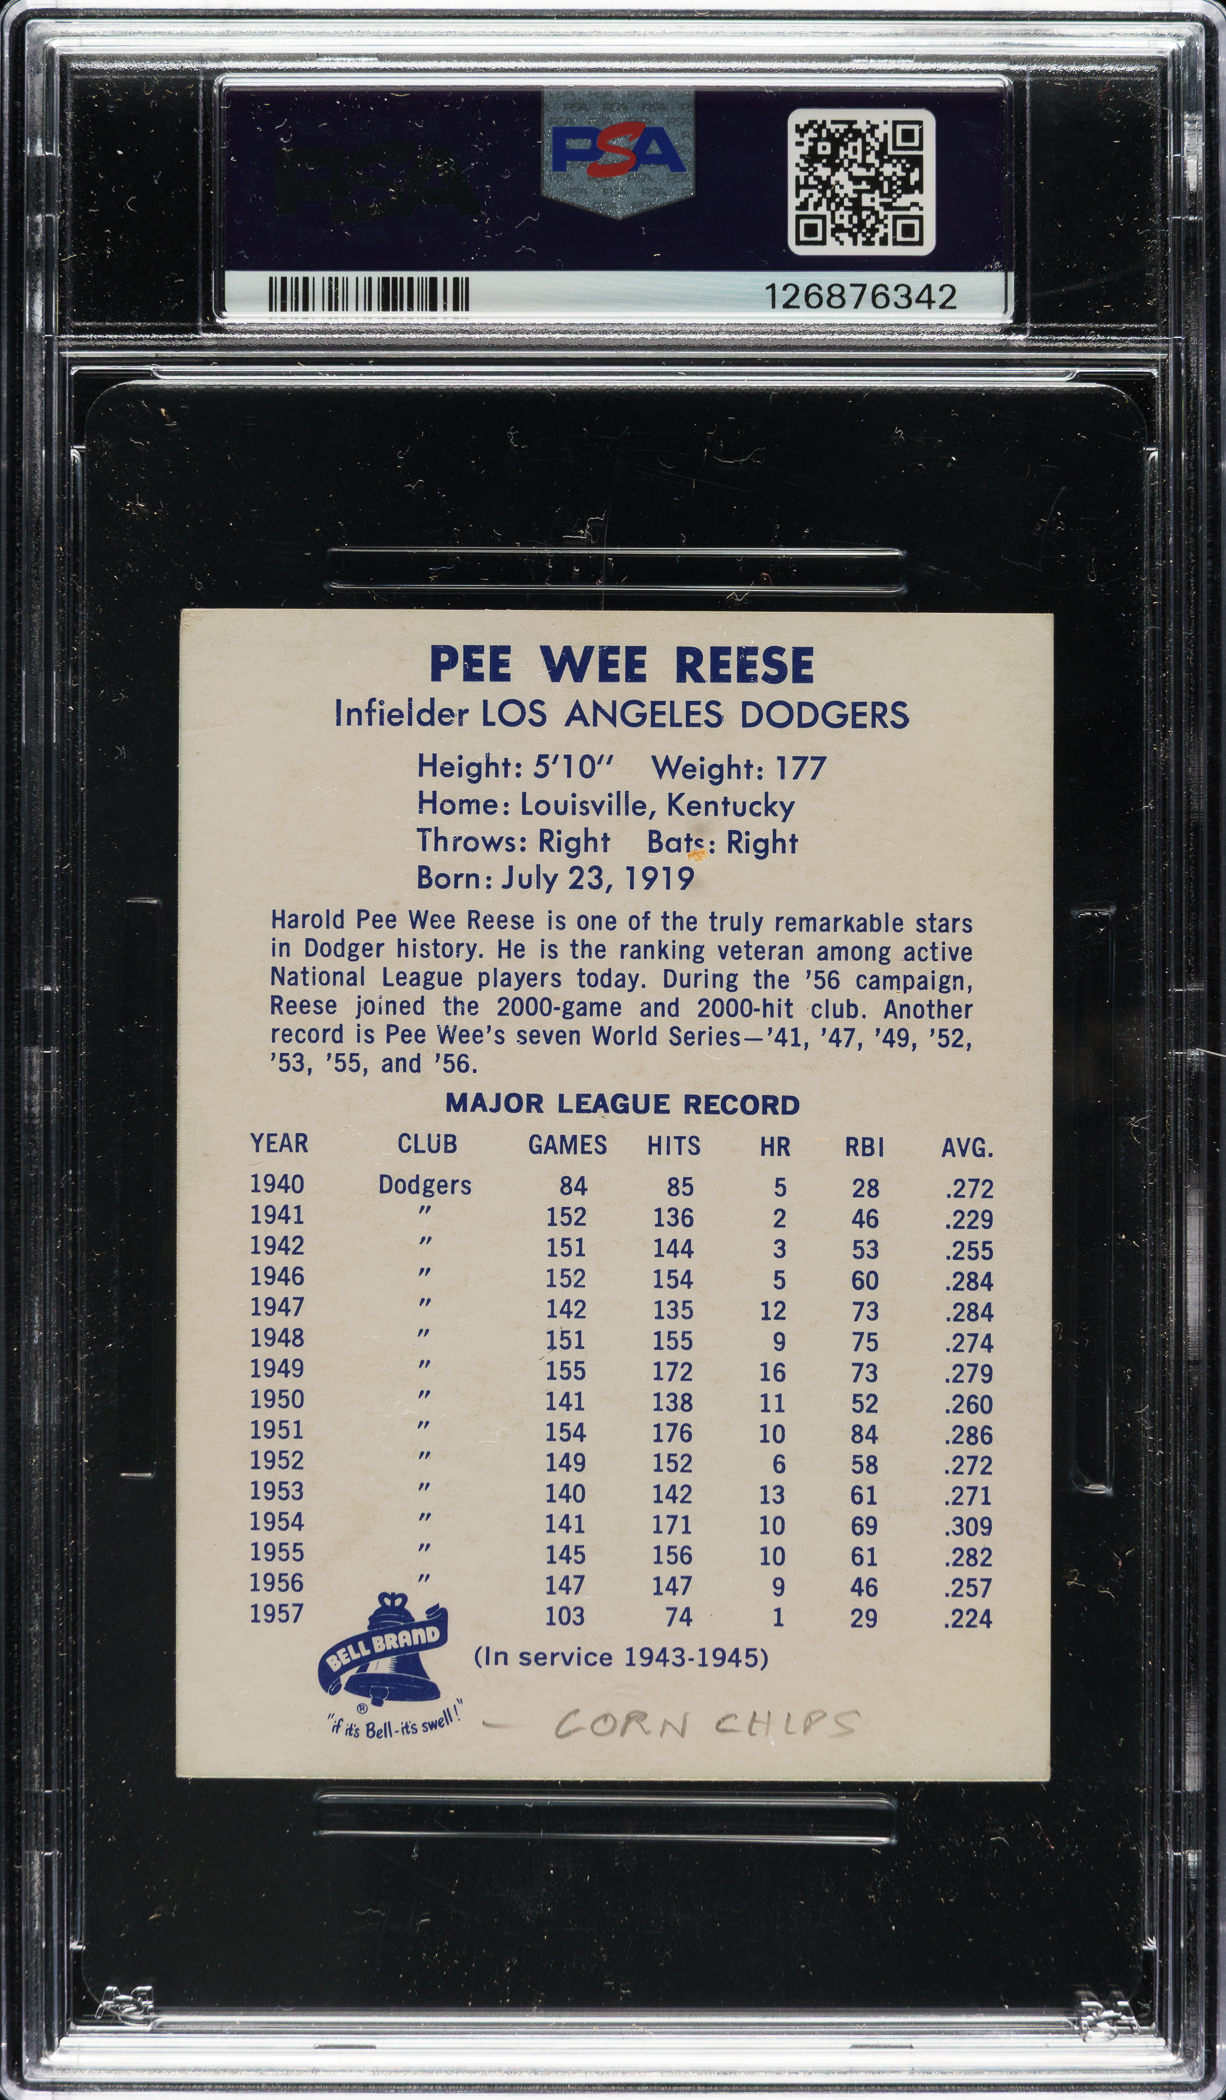 PSA
126876342
PEE WEE REESE
Infielder LOS ANGELES DODGERS
Height: 5'10" Weight: 177
Home: Louisville, Kentucky
Throws: Right Bats: Right
Born: July 23, 1919
Harold Pee Wee Reese is one of the truly remarkable stars
in Dodger history. He is the ranking veteran among active
National League players today. During the '56 campaign,
Reese joined the 2000-game and 2000-hit club. Another
record is Pee Wee's seven World Series—'41, '47, '49, '52,
'53, '55, and '56.
MAJOR LEAGUE RECORD
YEAR CLUB GAMES HITS HR RBI AVG.
1940 Dodgers 84 85 5 28 .272
1941 " 152 136 2 46 .229
1942 " 151 144 3 53 .255
1946 " 152 154 5 60 .284
1947 " 142 135 12 73 .284
1948 " 151 155 9 75 .274
1949 " 155 172 16 73 .279
1950 " 141 138 11 52 .260
1951 " 154 176 10 84 .286
1952 " 149 152 6 58 .272
1953 " 140 142 13 61 .271
1954 " 141 171 10 69 .309
1955 " 145 156 10 61 .282
1956 " 147 147 9 46 .257
1957 103 74 1 29 .224
BELL BRAND
(In service 1943-1945)
®
"if it's Bell-it's swell!" – CORN CHIPS